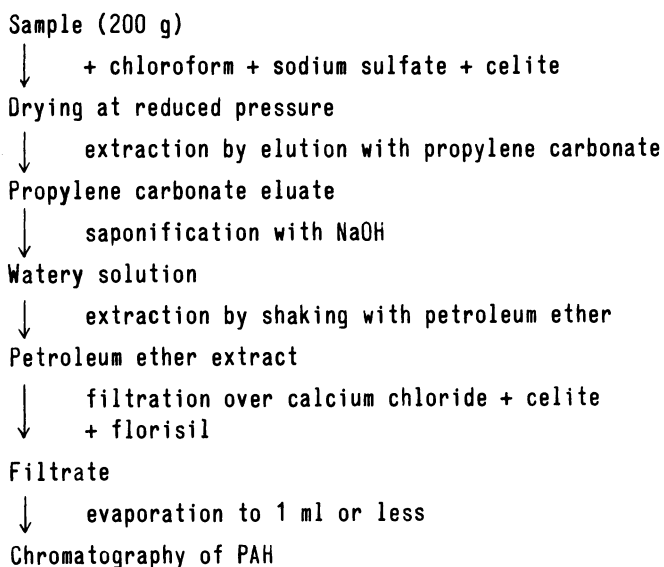 Sample (200 g)
+ chloroform + sodium sulfate + celite
Drying at reduced pressure
extraction by elution with propylene carbonate
Propylene carbonate eluate
saponification with NaOH
Watery solution
extraction by shaking with petroleum ether
Petroleum ether extract
filtration over calcium chloride + celite
+ florisil
Filtrate
evaporation to 1 ml or less
Chromatography of PAH